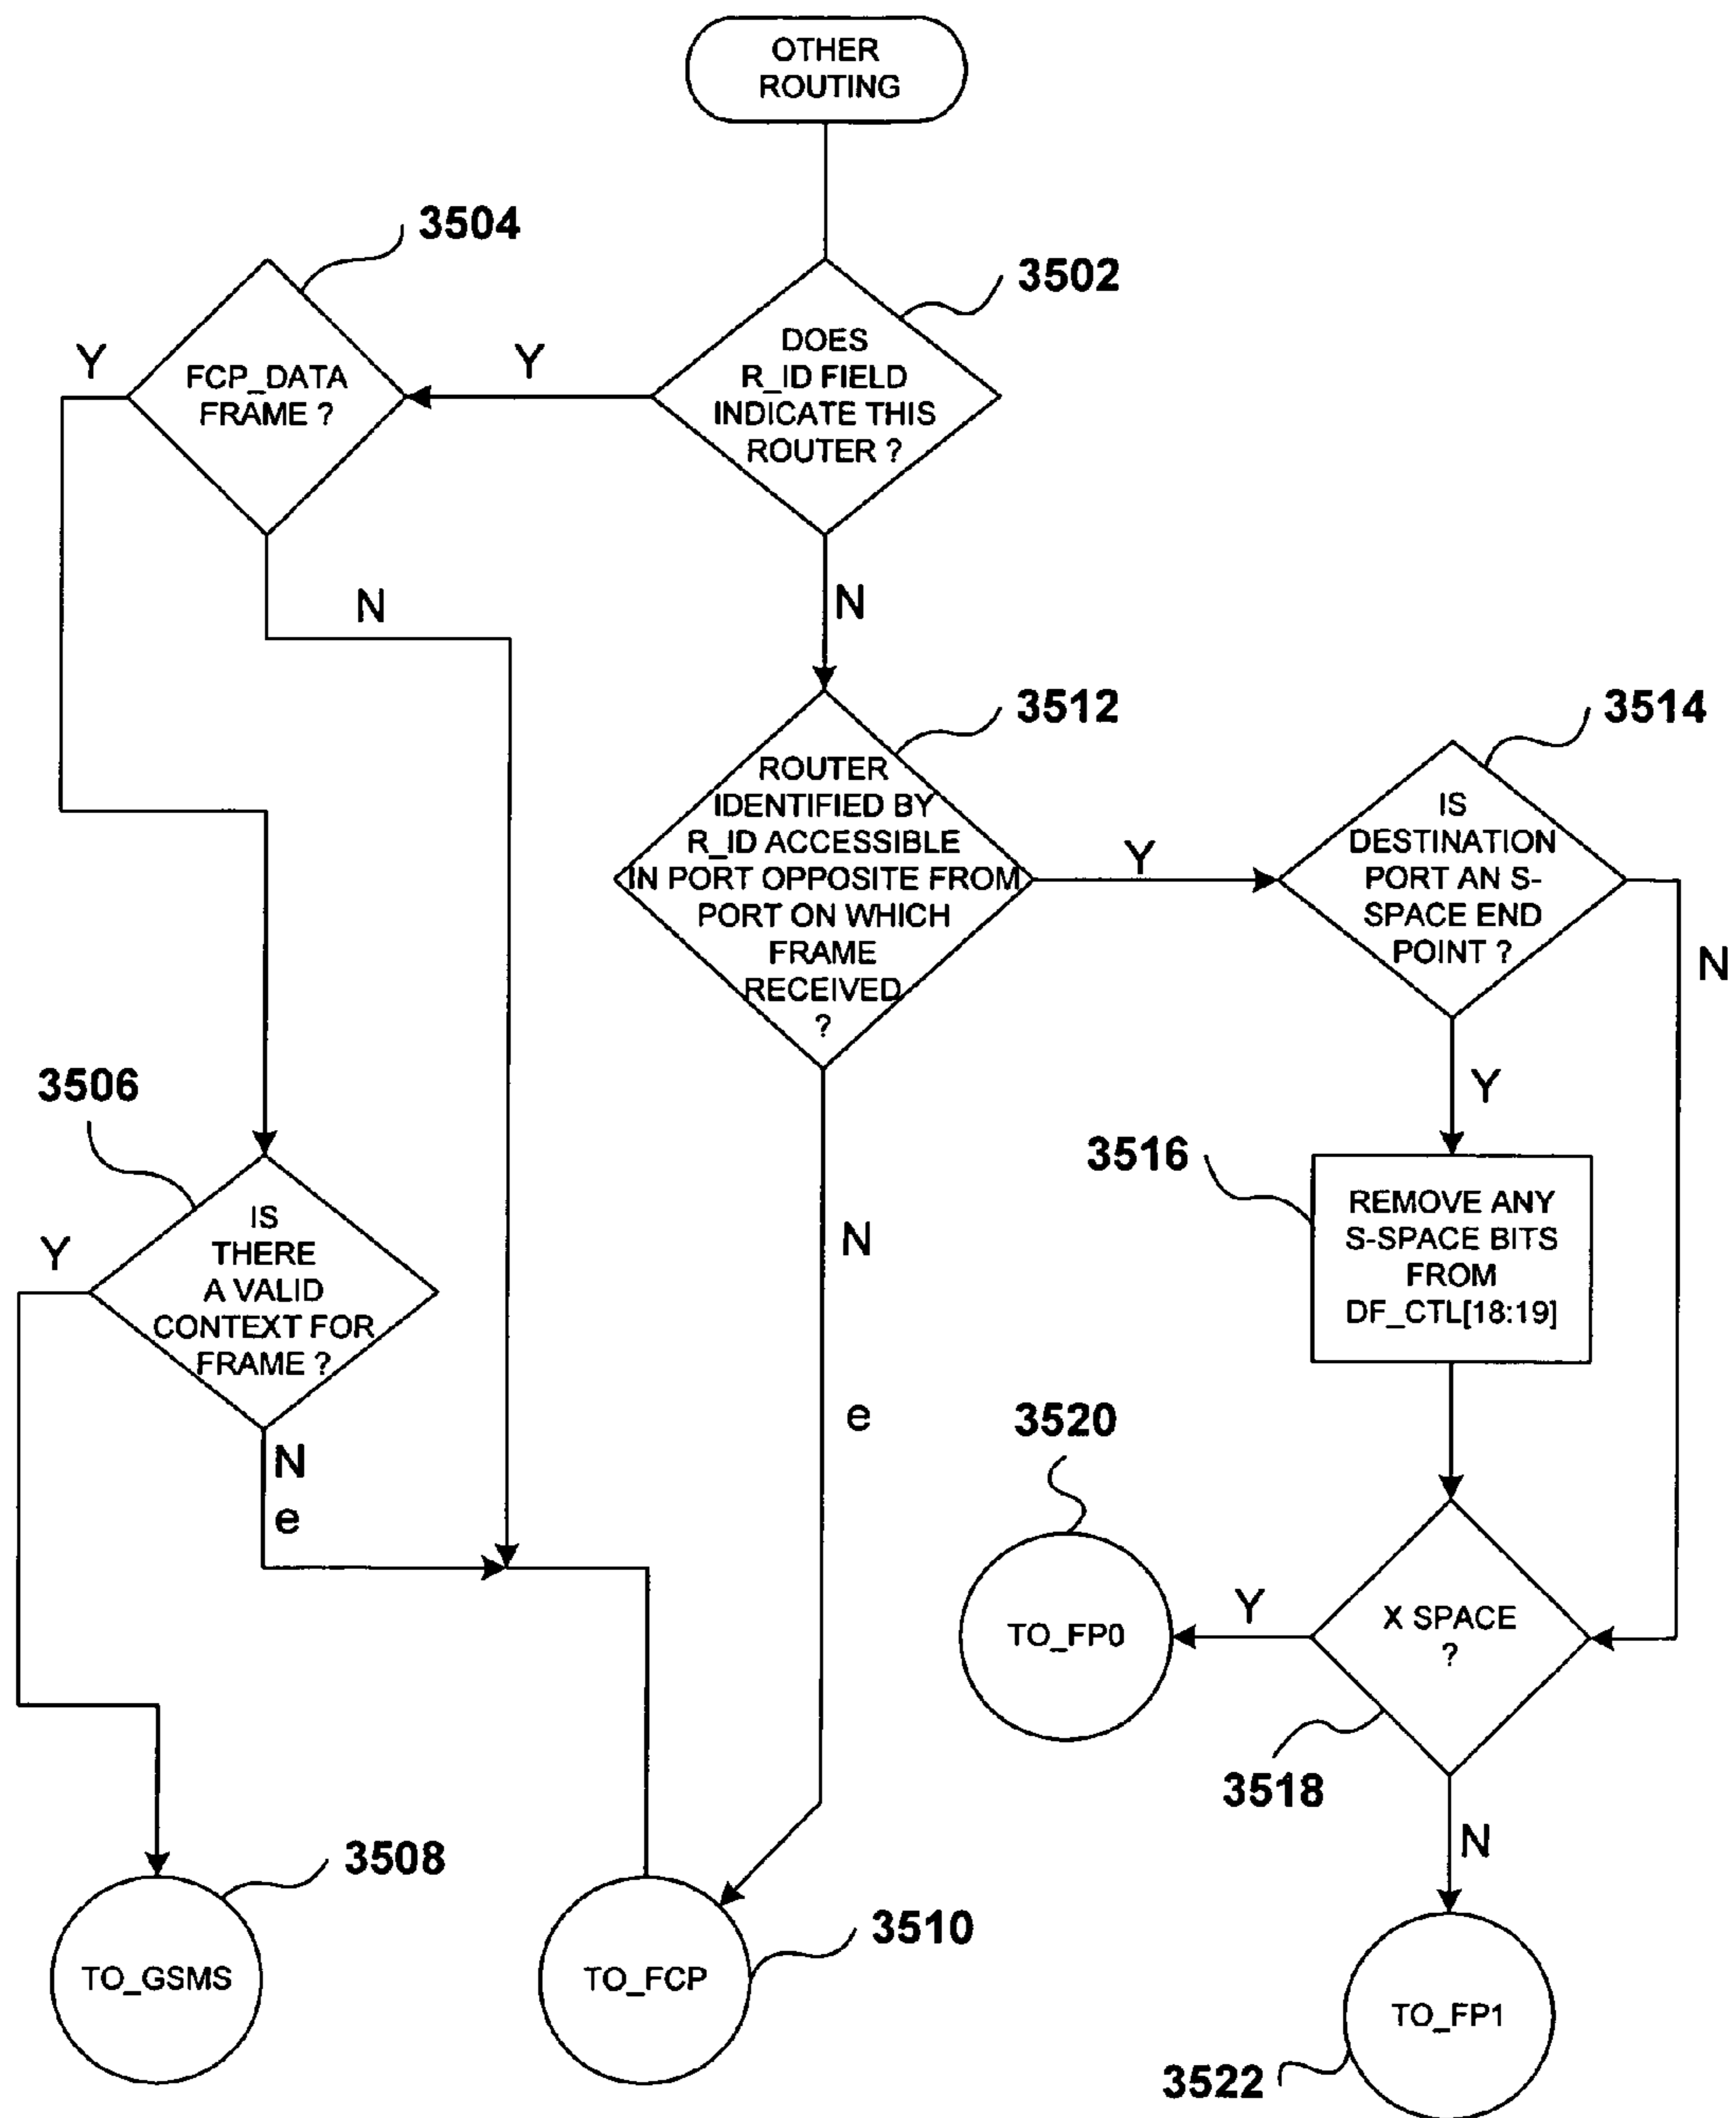 OTHER
ROUTING
3504
3502
Y
FCP_DATA
FRAME ?
Y
DOES
R_ID FIELD
INDICATE THIS
ROUTER ?
N
N
3512
3514
ROUTER
IDENTIFIED BY
R_ID ACCESSIBLE
IN PORT OPPOSITE FROM
PORT ON WHICH
FRAME
RECEIVED
?
Y
IS
DESTINATION
PORT AN S-
SPACE END
POINT ?
N
Y
3506
3516
REMOVE ANY
S-SPACE BITS
FROM
DF_CTL[18:19]
Y
IS
THERE
A VALID
CONTEXT FOR
FRAME ?
N
e
N
e
3520
TO_FP0
Y
X SPACE
?
3518
N
3508
TO_GSMS
TO_FCP
3510
TO_FP1
3522